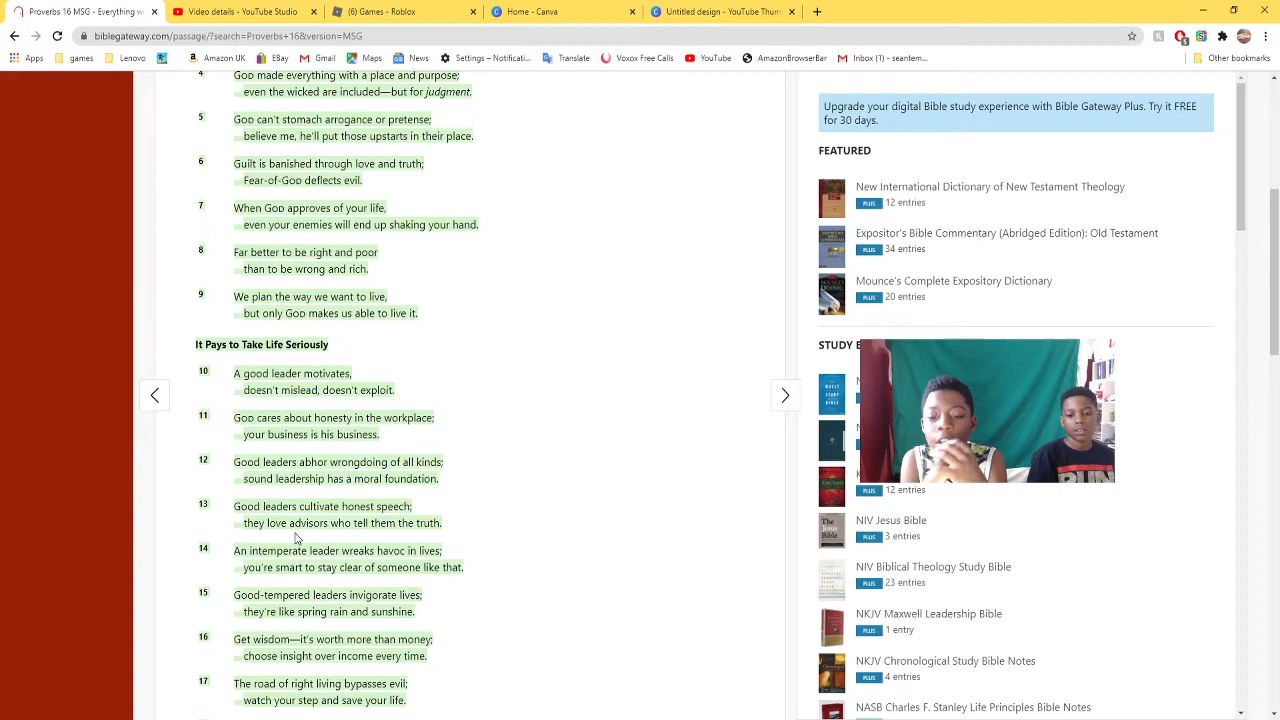 Proverbs 16 MSG - Everything wi
Video details - YouTube Studio
(6) Games - Roblox
Home - Canva
Untitled design - YouTube Thum
biblegateway.com/passage/?search=Proverbs+16&version=MSG
Apps
games
Lenovo
Amazon UK
EBay
Gmail
Maps
News
Settings – Notificati...
Translate
Voxox Free Calls
YouTube
AmazonBrowserBar
Inbox (1) - seantem...
Other bookmarks
4 God made everything with a place and purpose;
even the wicked are included—but for judgment.
5 God can't stomach arrogance or pretense;
believe me, he'll put those upstarts in their place.
6 Guilt is banished through love and truth;
Fear-of-God deflects evil.
7 When God approves of your life,
even your enemies will end up shaking your hand.
8 Far better to be right and poor
than to be wrong and rich.
9 We plan the way we want to live,
but only God makes us able to live it.
It Pays to Take Life Seriously
10 A good leader motivates,
doesn't mislead, doesn't exploit.
11 God cares about honesty in the workplace;
your business is his business.
12 Good leaders abhor wrongdoing of all kinds;
sound leadership has a moral foundation.
13 Good leaders cultivate honest speech;
they love advisors who tell them the truth.
14 An intemperate leader wreaks havoc in lives;
you're smart to stay clear of someone like that.
15 Good-tempered leaders invigorate lives;
they're like spring rain and sunshine.
16 Get wisdom—it's worth more than money;
choose insight over income every time.
17 The road of right living bypasses evil;
watch your step and save your life.
Upgrade your digital Bible study experience with Bible Gateway Plus. Try it FREE
for 30 days.
FEATURED
New International Dictionary of New Testament Theology
PLUS 12 entries
Expositor's Bible Commentary (Abridged Edition): Old Testament
PLUS 34 entries
Mounce's Complete Expository Dictionary
PLUS 20 entries
STUDY
PLUS 12 entries
NIV Jesus Bible
PLUS 3 entries
NIV Biblical Theology Study Bible
PLUS 23 entries
NKJV Maxwell Leadership Bible
PLUS 1 entry
NKJV Chronological Study Bible Notes
PLUS 4 entries
NASB Charles F. Stanley Life Principles Bible Notes